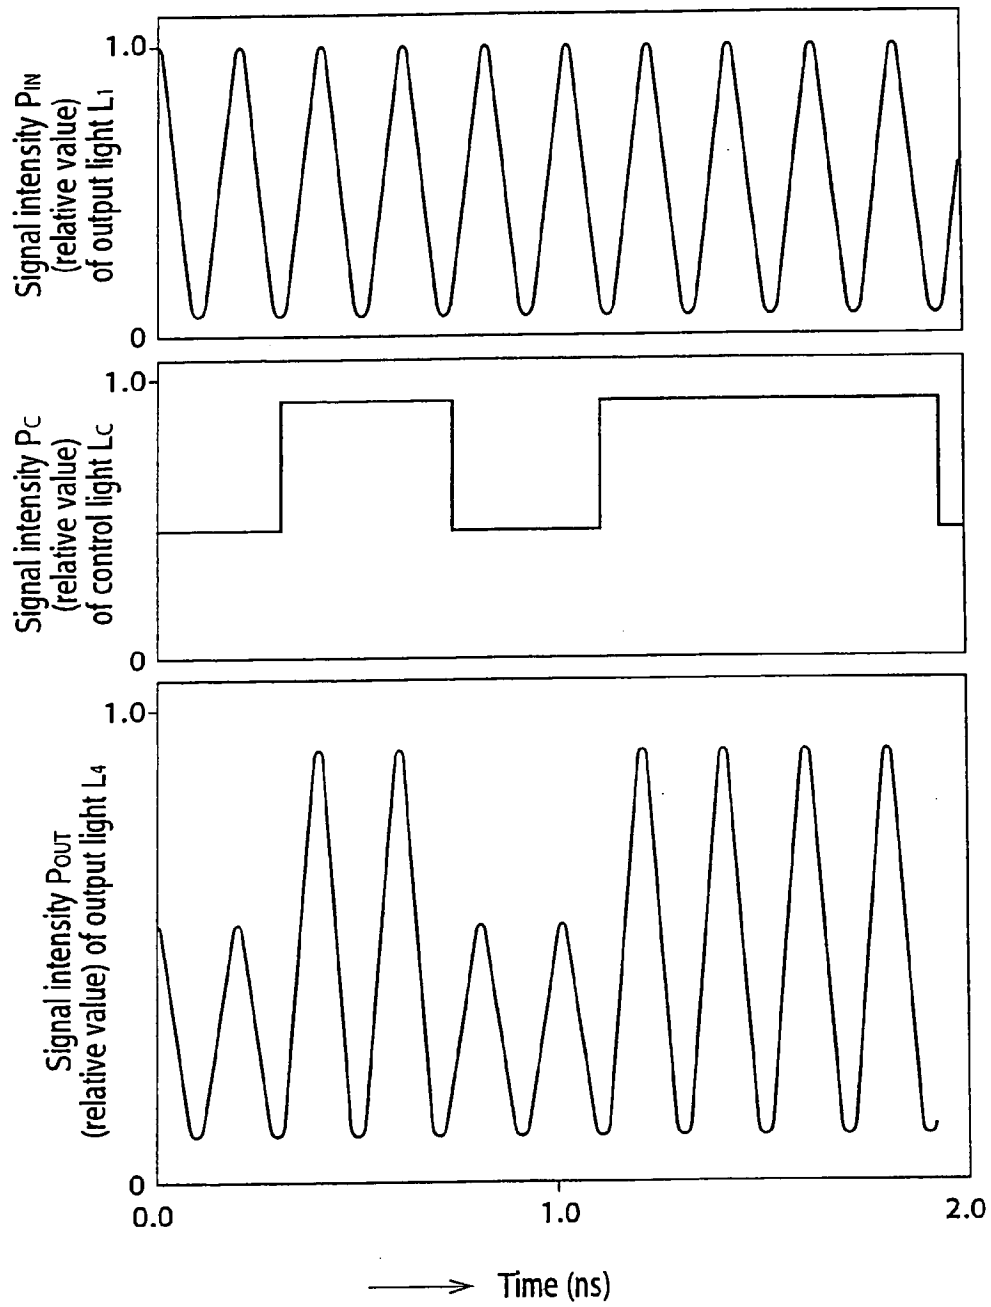 Signal intensity PIN
(relative value)
of output light L1
1.0
0
Signal intensity PC
(relative value)
of control light LC
1.0
0
Signal intensity POUT
(relative value) of output light L4
1.0
0
0.0
1.0
2.0
Time (ns)